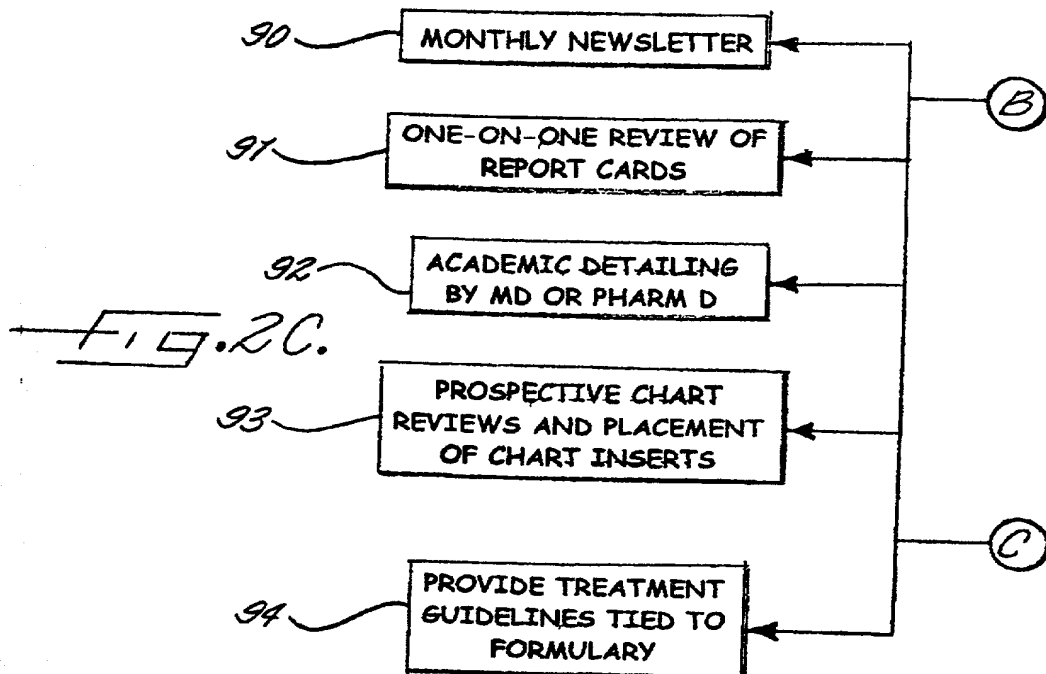 90
MONTHLY NEWSLETTER
B
91
ONE-ON-ONE REVIEW OF
REPORT CARDS
92
ACADEMIC DETAILING
BY MD OR PHARM D
Fig. 2C.
93
PROSPECTIVE CHART
REVIEWS AND PLACEMENT
OF CHART INSERTS
C
94
PROVIDE TREATMENT
GUIDELINES TIED TO
FORMULARY